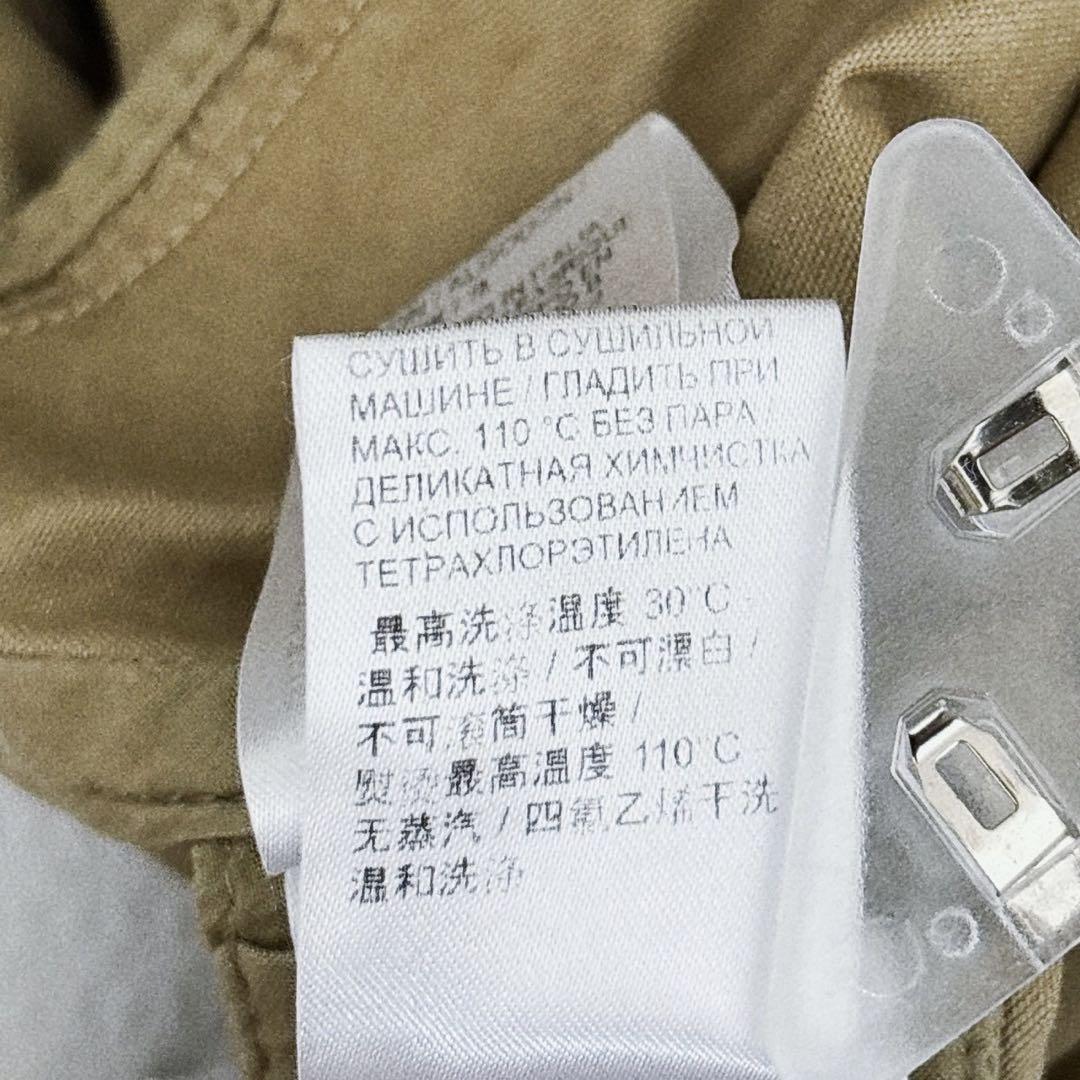 СУШИТЬ В СУШИЛЬНОЙ
МАШИНЕ / ГЛАДИТЬ ПРИ
МАКС. 110 °C БЕЗ ПАРА /
ДЕЛИКАТНАЯ ХИМЧИСТКА
С ИСПОЛЬЗОВАНИЕМ
ТЕТРАХЛОРЭТИЛЕНА
最高洗涤温度 30°C -
温和洗涤 / 不可漂白 /
不可滚筒干燥 /
熨烫最高温度 110°C -
无蒸汽 / 四氯乙烯干洗
温和洗涤